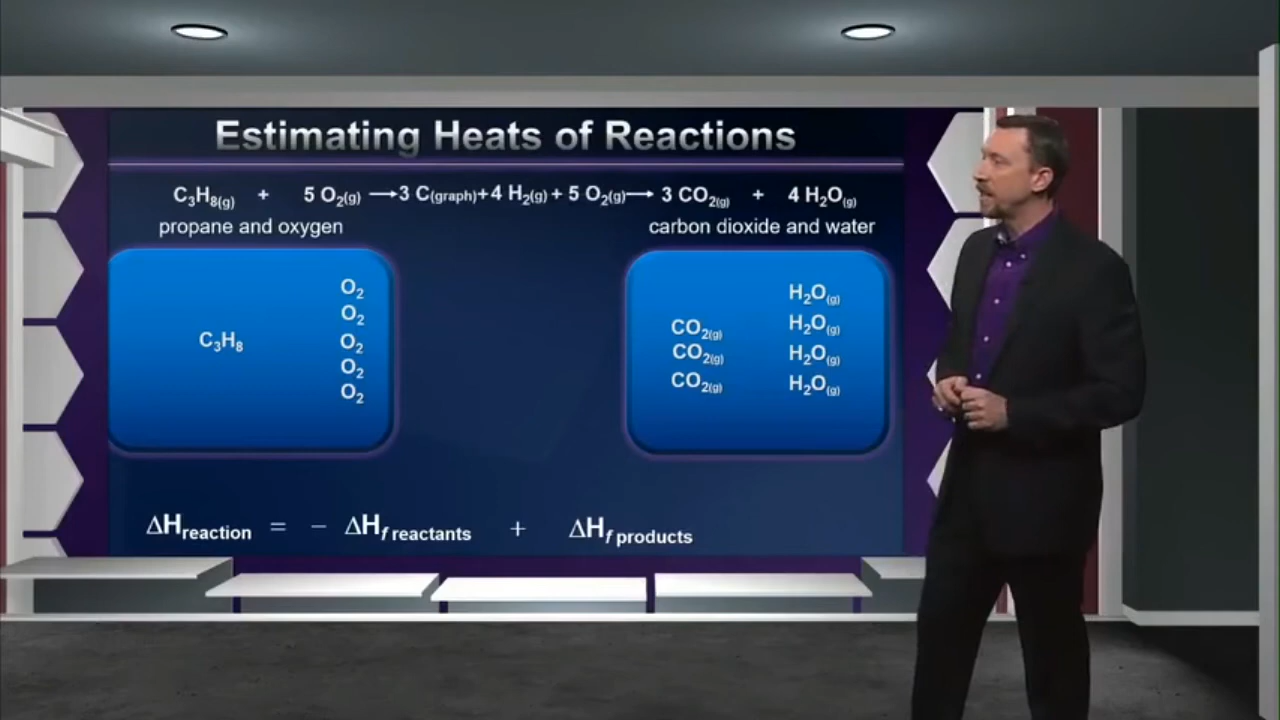 Estimating Heats of Reactions
C₃H₈(g) + 5 O₂(g) ⟶3 C(graph)+4 H₂(g) + 5 O₂(g)⟶ 3 CO₂(g) + 4 H₂O(g)
propane and oxygen carbon dioxide and water
O₂
O₂
C₃H₈ O₂
O₂
O₂
H₂O(g)
CO₂(g) H₂O(g)
CO₂(g) H₂O(g)
CO₂(g) H₂O(g)
ΔHreaction = − ΔHf reactants + ΔHf products